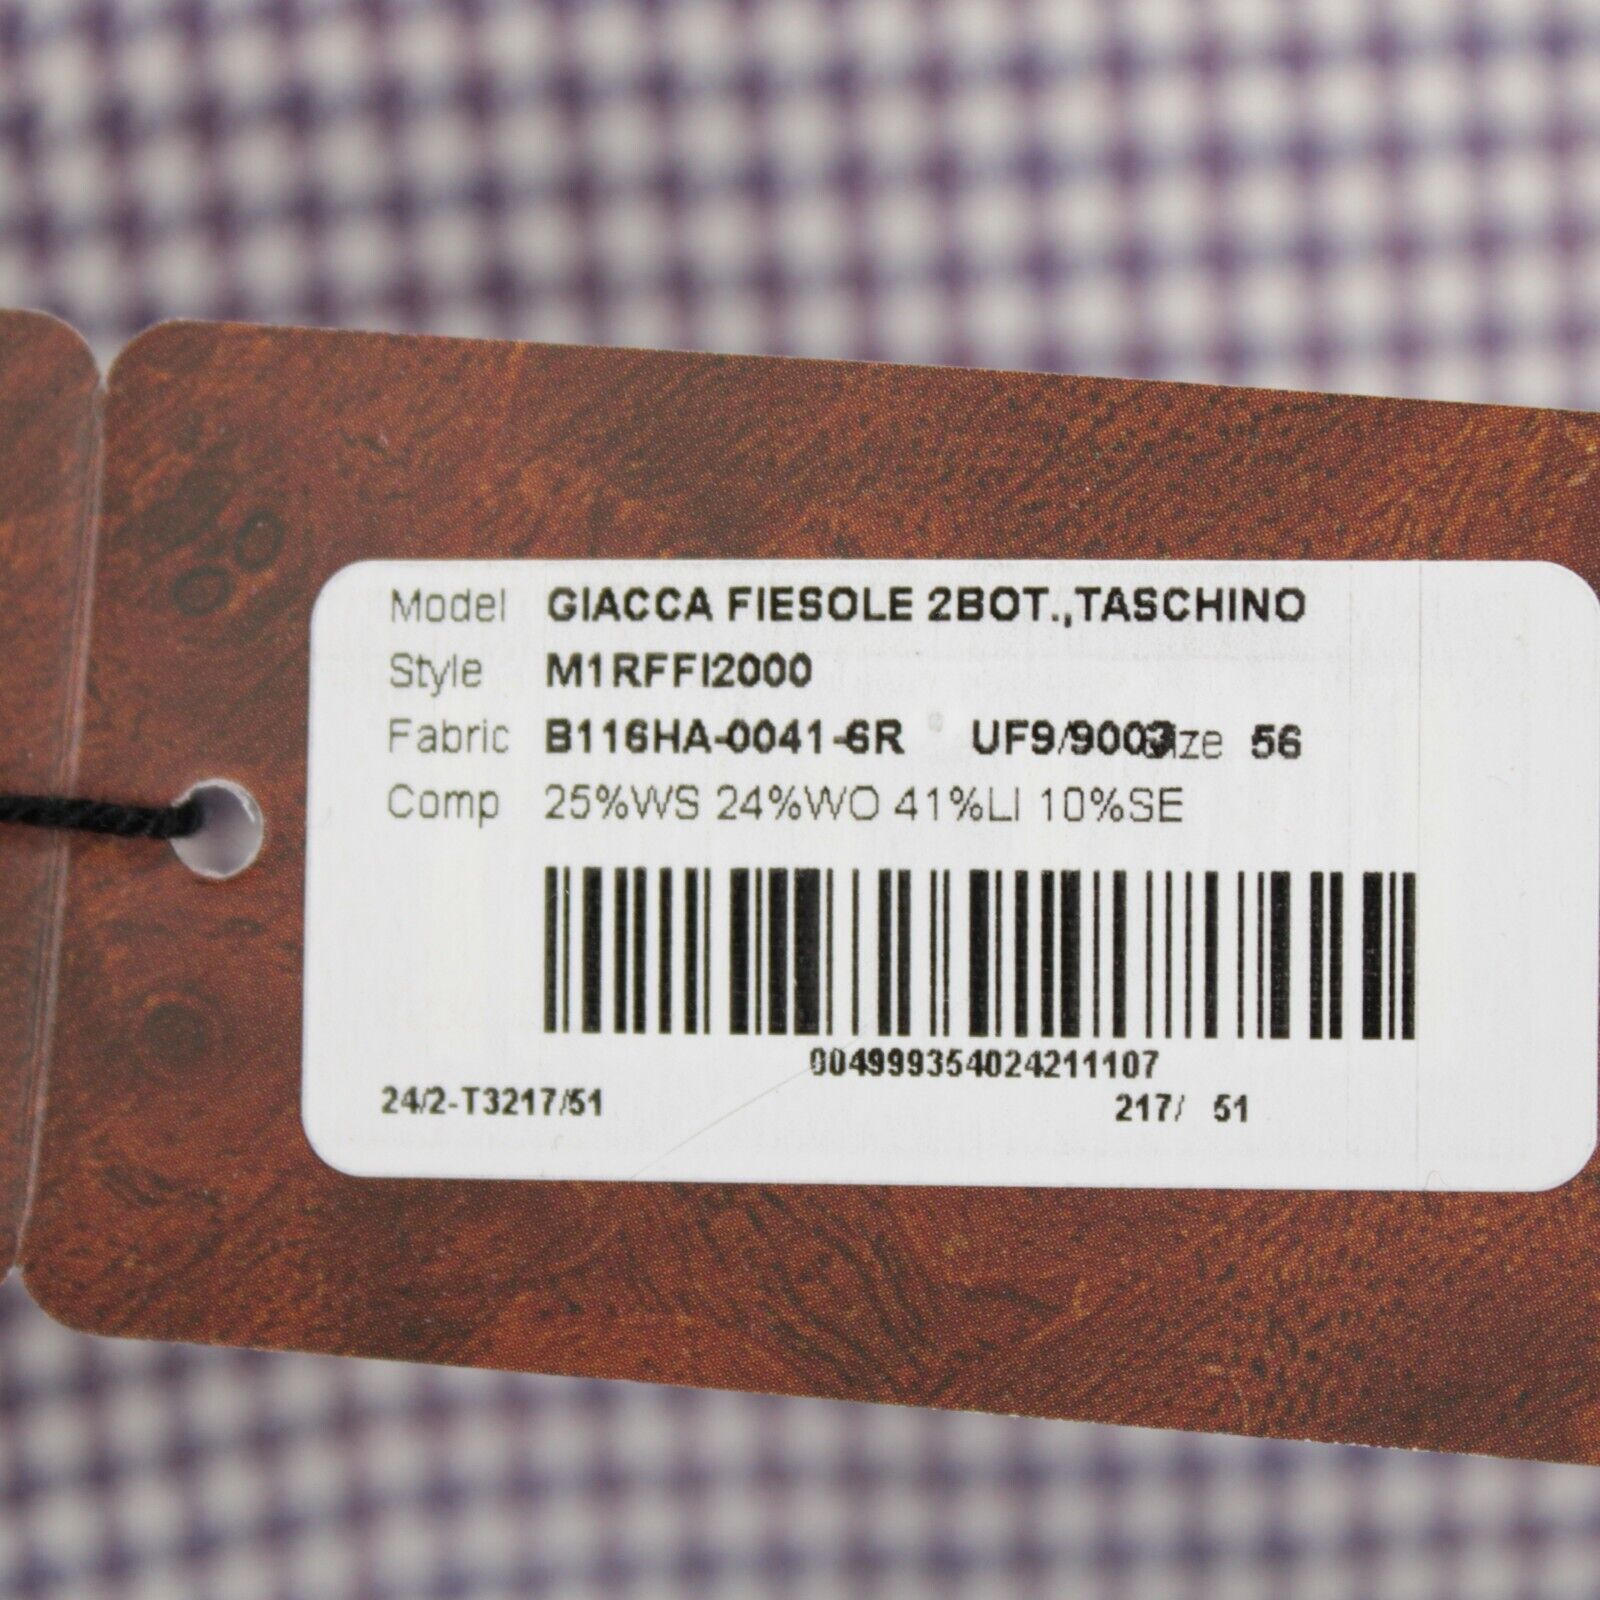 Model GIACCA FIESOLE 2BOT.,TASCHINO
Style M1RFFI2000
Fabric B116HA-0041-6R UF9/9003 Size 56
Comp 25%WS 24%WO 41%LI 10%SE
004999354024211107
24/2-T3217/51 217/ 51